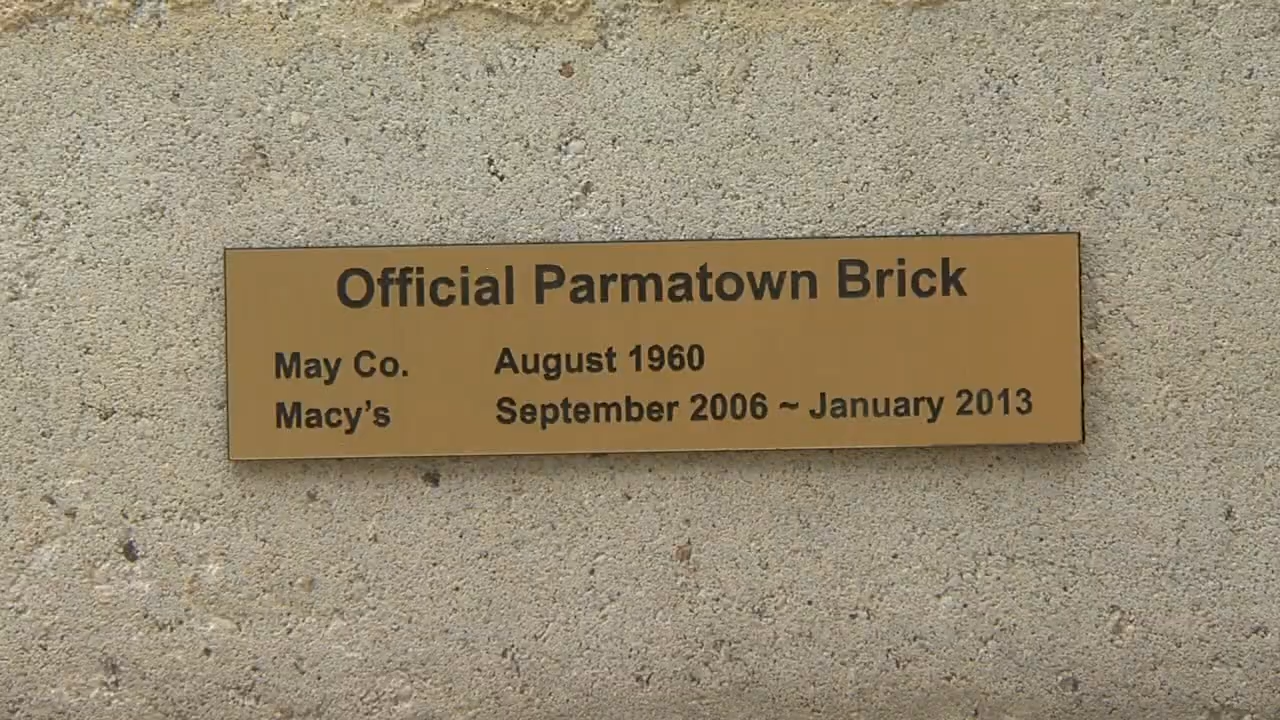 Official Parmatown Brick
May Co. August 1960
Macy’s September 2006 ~ January 2013